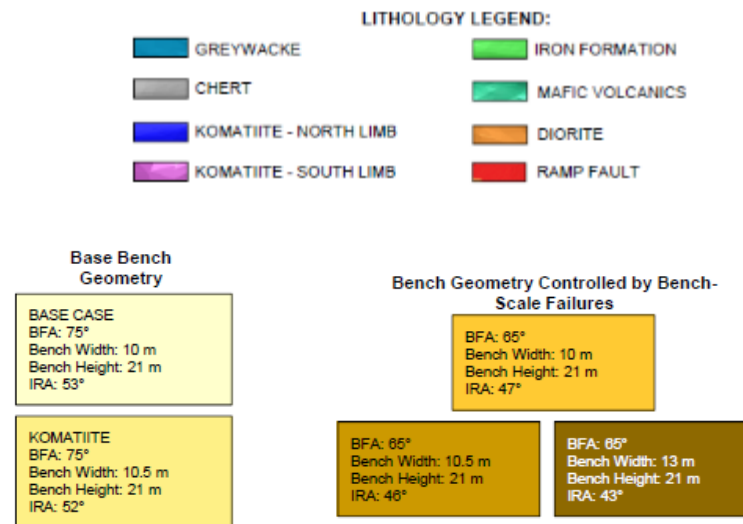 LITHOLOGY LEGEND:
GREYWACKE
IRON FORMATION
CHERT
MAFIC VOLCANICS
KOMATIITE - NORTH LIMB
DIORITE
KOMATIITE - SOUTH LIMB
RAMP FAULT
Base Bench
Geometry
BASE CASE
BFA: 75°
Bench Width: 10 m
Bench Height: 21 m
IRA: 53°
KOMATIITE
BFA: 75°
Bench Width: 10.5 m
Bench Height: 21 m
IRA: 52°
Bench Geometry Controlled by Bench-
Scale Failures
BFA: 65°
Bench Width: 10 m
Bench Height: 21 m
IRA: 47°
BFA: 65°
Bench Width: 10.5 m
Bench Height: 21 m
IRA: 46°
BFA: 65°
Bench Width: 13 m
Bench Height: 21 m
IRA: 43°